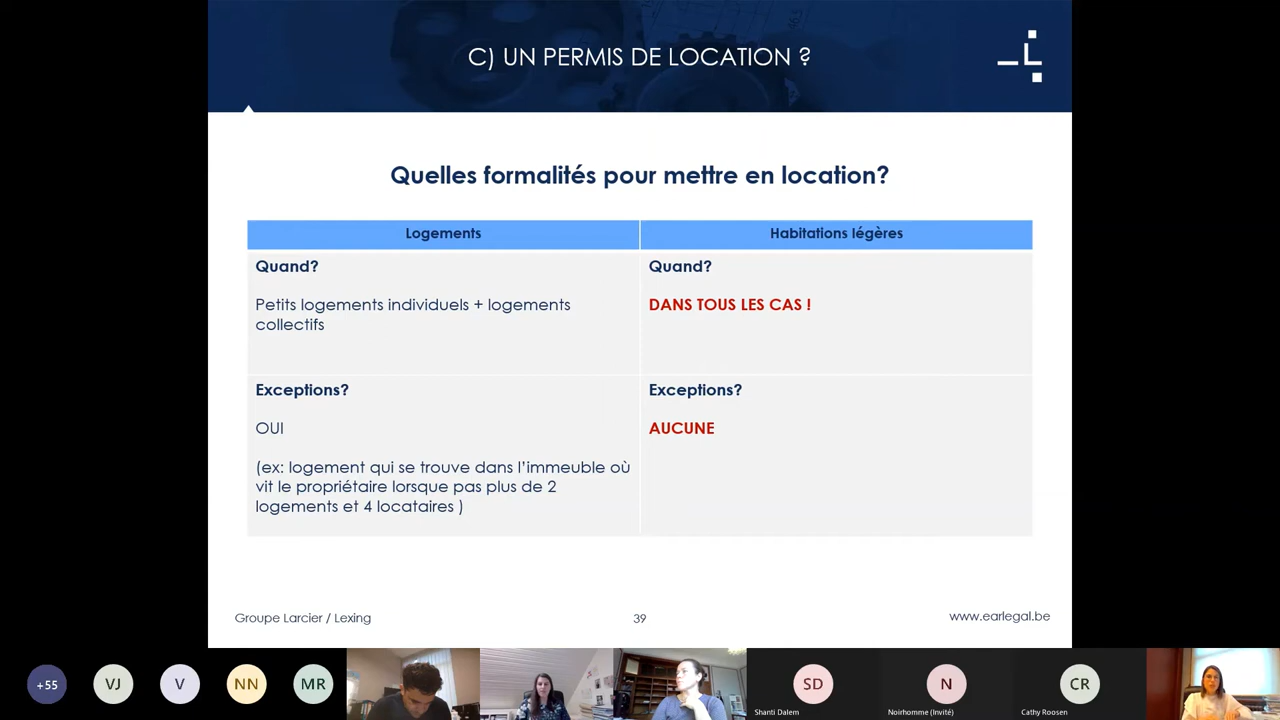 C) UN PERMIS DE LOCATION ?
L
Quelles formalités pour mettre en location?
Logements
Habitations légères
Quand?
Petits logements individuels + logements
collectifs
Quand?
DANS TOUS LES CAS !
Exceptions?
OUI
(ex: logement qui se trouve dans l'immeuble où
vit le propriétaire lorsque pas plus de 2
logements et 4 locataires )
Exceptions?
AUCUNE
Groupe Larcier / Lexing
39
www.earlegal.be
+55
VJ
V
NN
MR
SD
Shanti Dalem
N
Noirhomme (Invité)
CR
Cathy Roosen